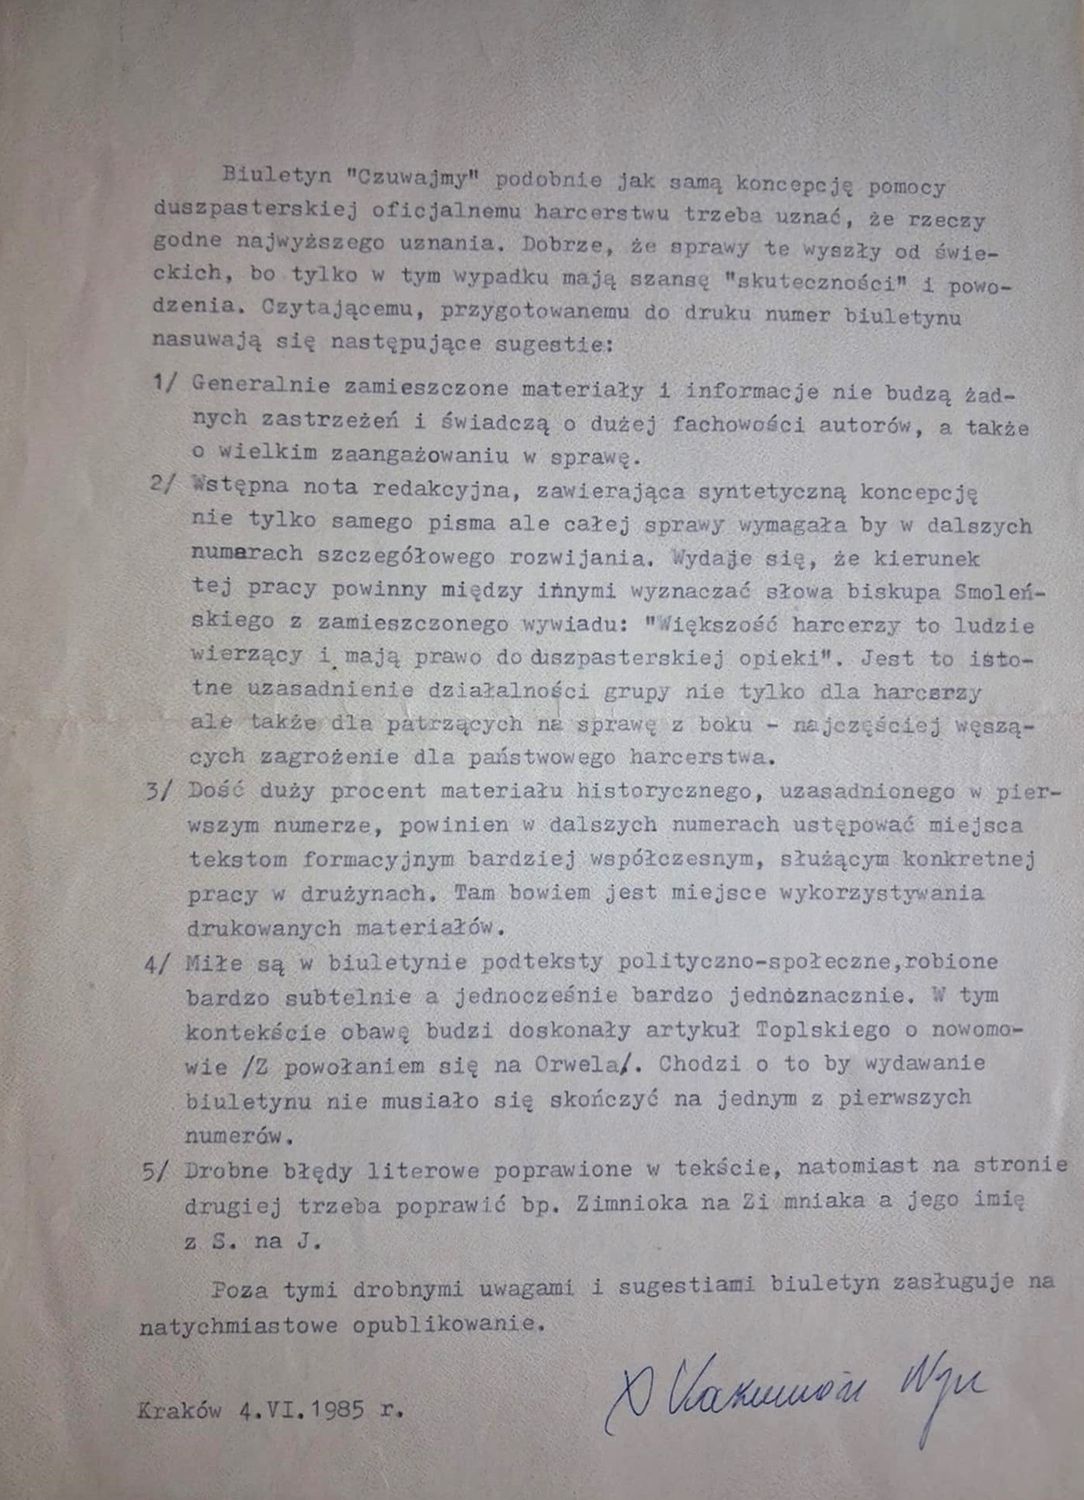 Biuletyn "Czuwajmy" podobnie jak samą koncepcję pomocy
duszpasterskiej oficjalnemu harcerstwu trzeba uznać, że rzeczy
godne najwyższego uznania. Dobrze, że sprawy te wyszły od świe-
ckich, bo tylko w tym wypadku mają szansę "skuteczności" i powo-
dzenia. Czytającemu, przygotowanemu do druku numer biuletynu
nasuwają się następujące sugestie:
1/ Generalnie zamieszczone materiały i informacje nie budzą żad-
nych zastrzeżeń i świadczą o dużej fachowości autorów, a także
o wielkim zaangażowaniu w sprawę.
2/ Wstępna nota redakcyjna, zawierająca syntetyczną koncepcję
nie tylko samego pisma ale całej sprawy wymagała by w dalszych
numarach szczegółowego rozwijania. Wydaje się, że kierunek
tej pracy powinny między innymi wyznaczać słowa biskupa Smoleń-
skiego z zamieszczonego wywiadu: "Większość harcerzy to ludzie
wierzący i mają prawo do duszpasterskiej opieki". Jest to isto-
tne uzasadnienie działalności grupy nie tylko dla harcerzy
ale także dla patrzących na sprawę z boku - najczęściej węszą-
cych zagrożenie dla państwowego harcerstwa.
3/ Dość duży procent materiału historycznego, uzasadnionego w pier-
wszym numerze, powinien w dalszych numerach ustępować miejsca
tekstom formacyjnym bardziej współczesnym, służącym konkretnej
pracy w drużynach. Tam bowiem jest miejsce wykorzystywania
drukowanych materiałów.
4/ Miłe są w biuletynie podteksty polityczno-społeczne,robione
bardzo subtelnie a jednocześnie bardzo jednoznacznie. W tym
kontekście obawę budzi doskonały artykuł Toplskiego o nowomo-
wie /Z powołaniem się na Orwela/. Chodzi o to by wydawanie
biuletynu nie musiało się skończyć na jednym z pierwszych
numerów.
5/ Drobne błędy literowe poprawione w tekście, natomiast na stronie
drugiej trzeba poprawić bp. Zimnioka na Zi mniaka a jego imię
z S. na J.
Poza tymi drobnymi uwagami i sugestiami biuletyn zasługuje na
natychmiastowe opublikowanie.
Kraków 4.VI.1985 r.